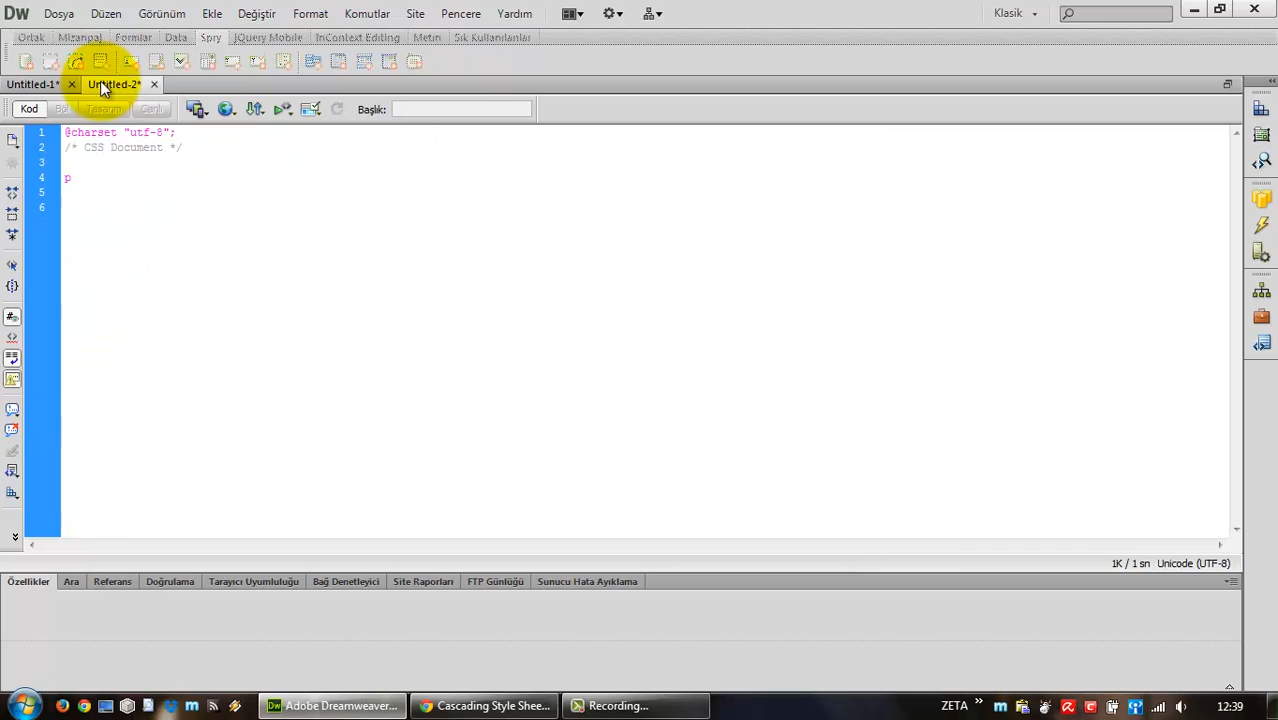 Dw Dosya Düzen Görünüm Ekle Değiştir Format Komutlar Site Pencere Yardım Klasik
Ortak Mizanpaj Formlar Data Spry jQuery Mobile InContext Editing Metin Sık Kullanılanlar
Untitled-1* Untitled-2*
Kod Böl Tasarım Canlı Başlık:
1 @charset "utf-8";
2 /* CSS Document */
3
4 p
5
6
1K / 1 sn Unicode (UTF-8)
Özellikler Ara Referans Doğrulama Tarayıcı Uyumluluğu Bağ Denetleyici Site Raporları FTP Günlüğü Sunucu Hata Ayıklama
Dw Adobe Dreamweaver... Cascading Style Shee... Recording... ZETA » 12:39